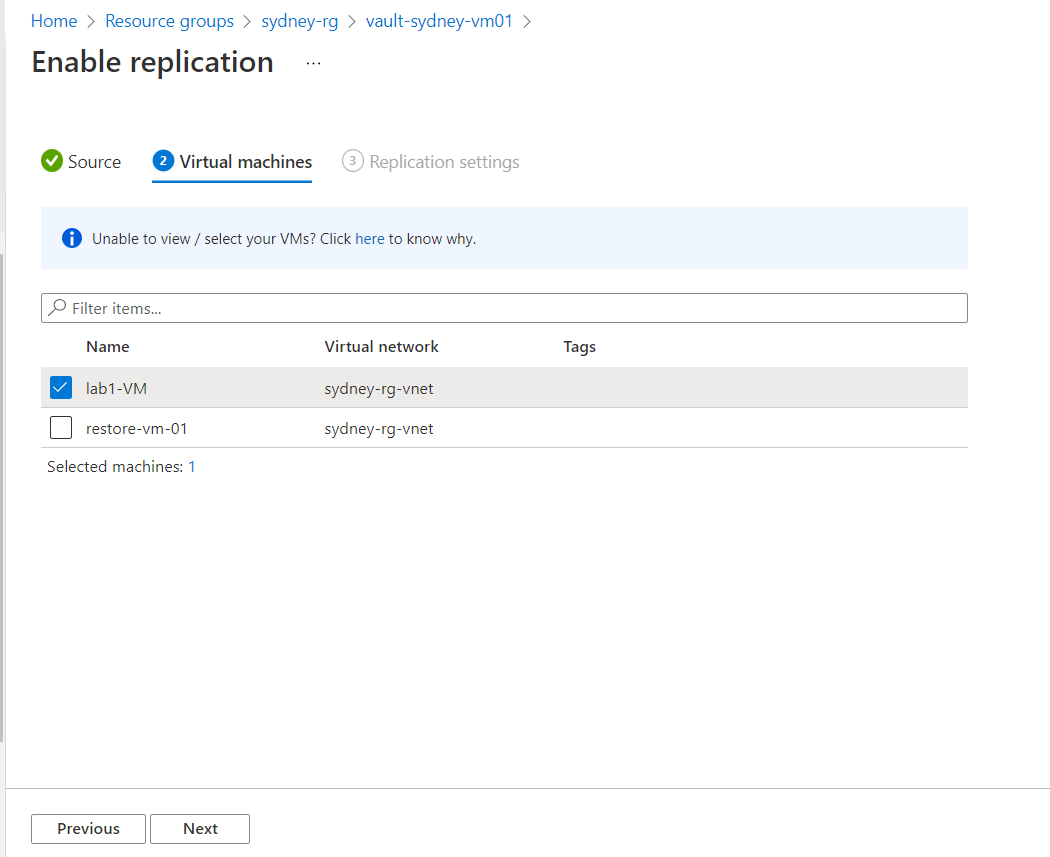 Home > Resource groups > sydney-rg > vault-sydney-vm01 >
Enable replication ...
Source 2 Virtual machines 3 Replication settings
Unable to view / select your VMs? Click here to know why.
Filter items...
Name Virtual network Tags
lab1-VM sydney-rg-vnet
restore-vm-01 sydney-rg-vnet
Selected machines: 1
Previous Next